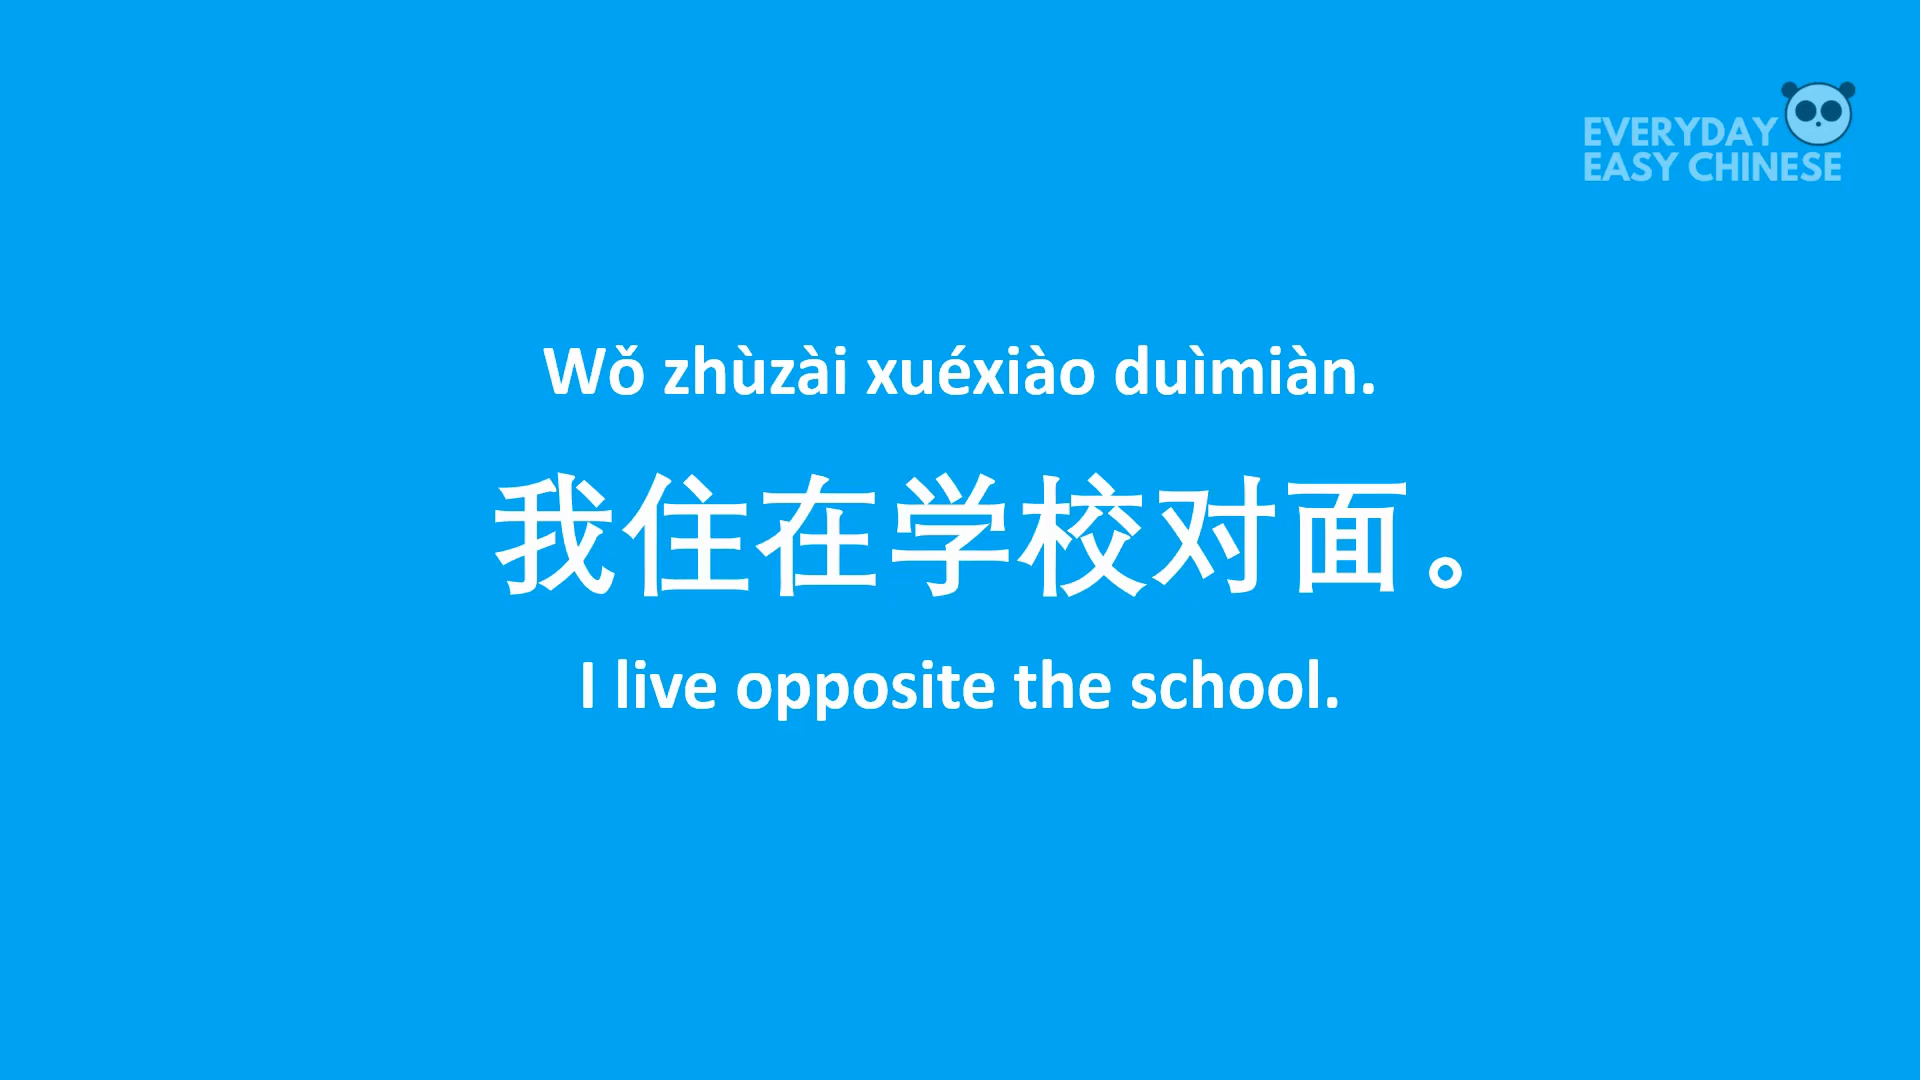 EVERYDAY
EASY CHINESE
Wǒ zhùzài xuéxiào duìmiàn.
我住在学校对面。
I live opposite the school.